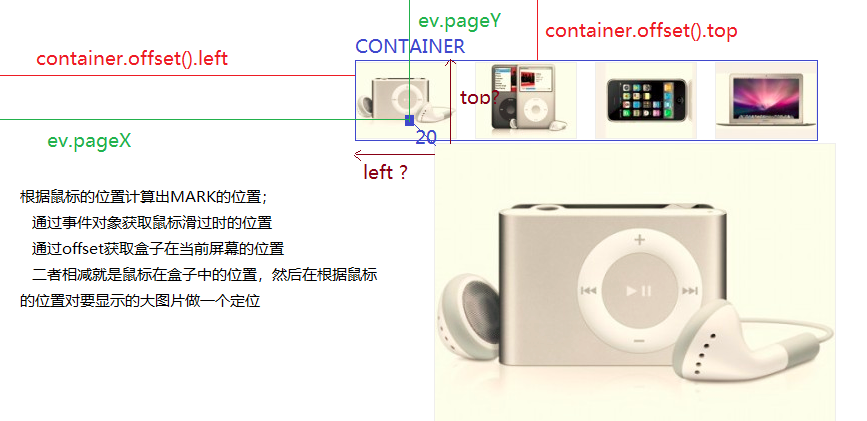 ev.pageY
container.offset().top
CONTAINER
container.offset().left
top?
ev.pageX
20
left ?
根据鼠标的位置计算出MARK的位置；
通过事件对象获取鼠标滑过时的位置
通过offset获取盒子在当前屏幕的位置
二者相减就是鼠标在盒子中的位置，然后在根据鼠标
的位置对要显示的大图片做一个定位
MENU